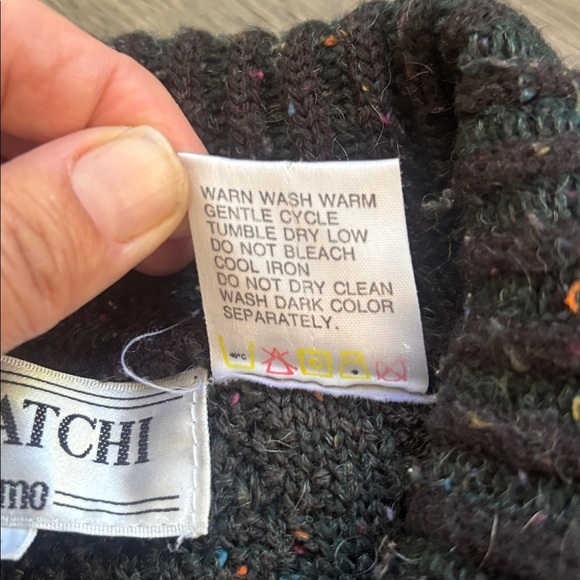 WARN WASH WARM
GENTLE CYCLE
TUMBLE DRY LOW
DO NOT BLEACH
COOL IRON
DO NOT DRY CLEAN
WASH DARK COLOR
SEPARATELY.
40°C
ATCHI
mo